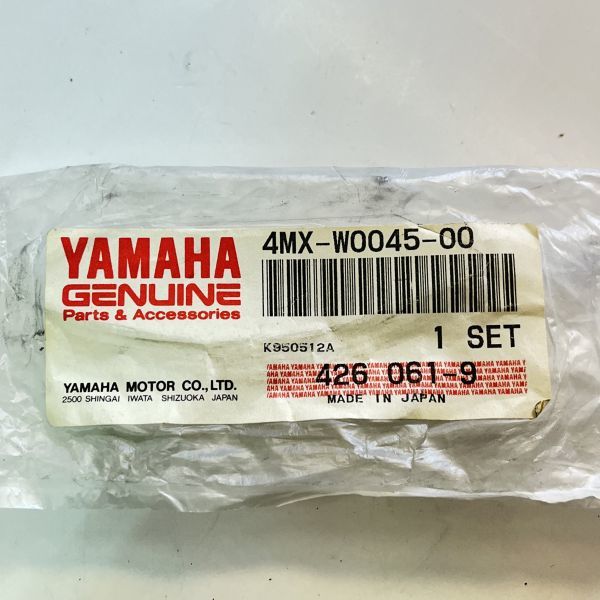 YAMAHA
GENUINE
Parts & Accessories
YAMAHA MOTOR CO., LTD.
2500 SHINGAI IWATA SHIZUOKA JAPAN
4MX-W0045-00
K950512A
1 SET
426 061-9
MADE IN JAPAN